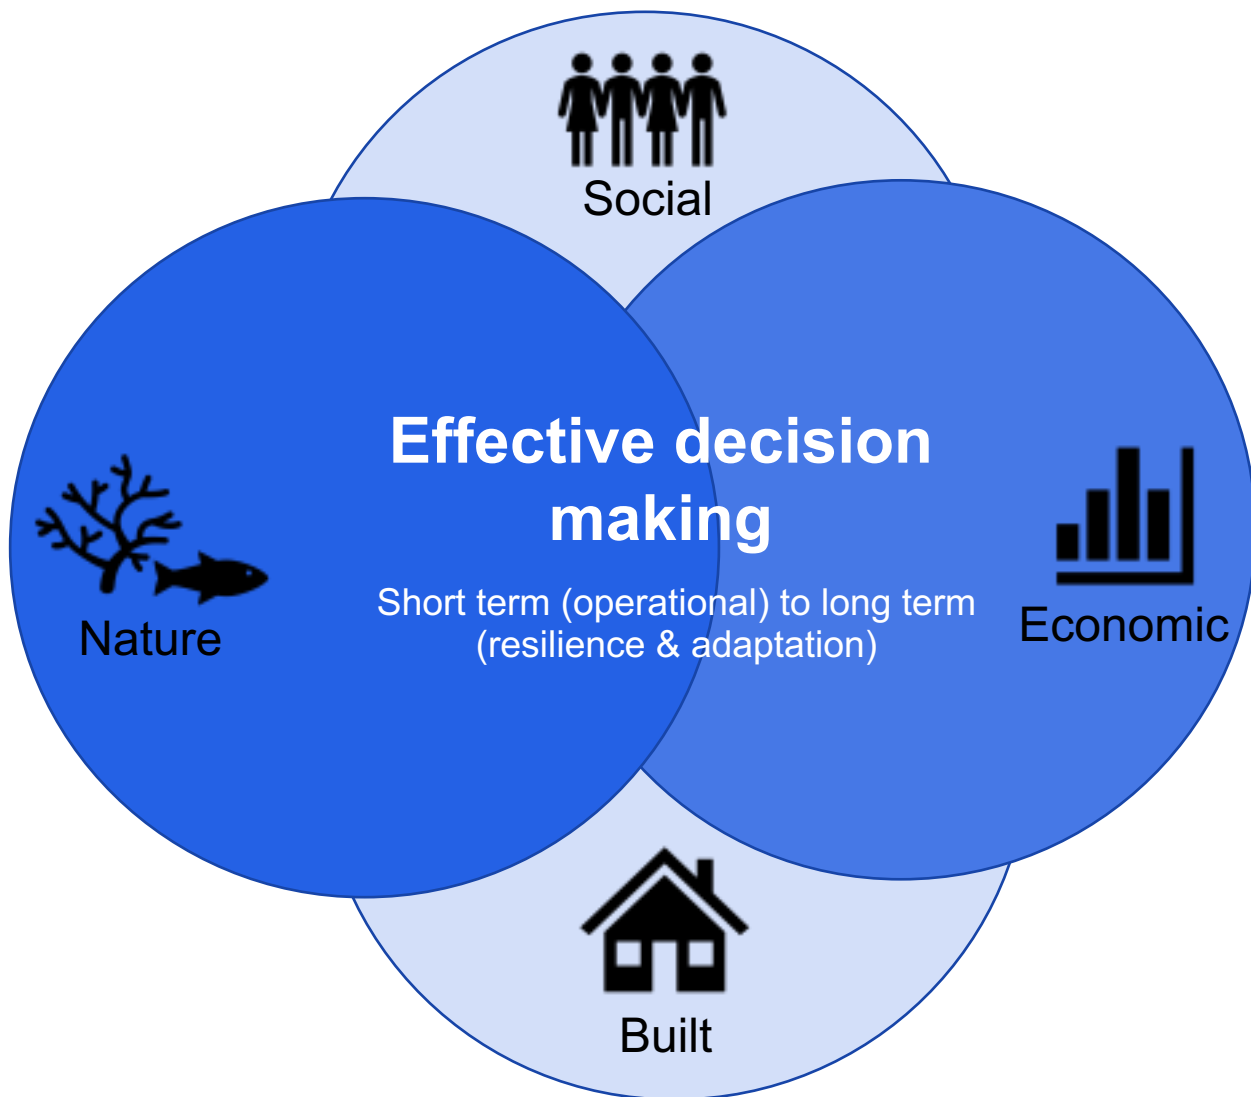 Social
Effective decision
making
Short term (operational) to long term
(resilience & adaptation)
Nature
Economic
Built